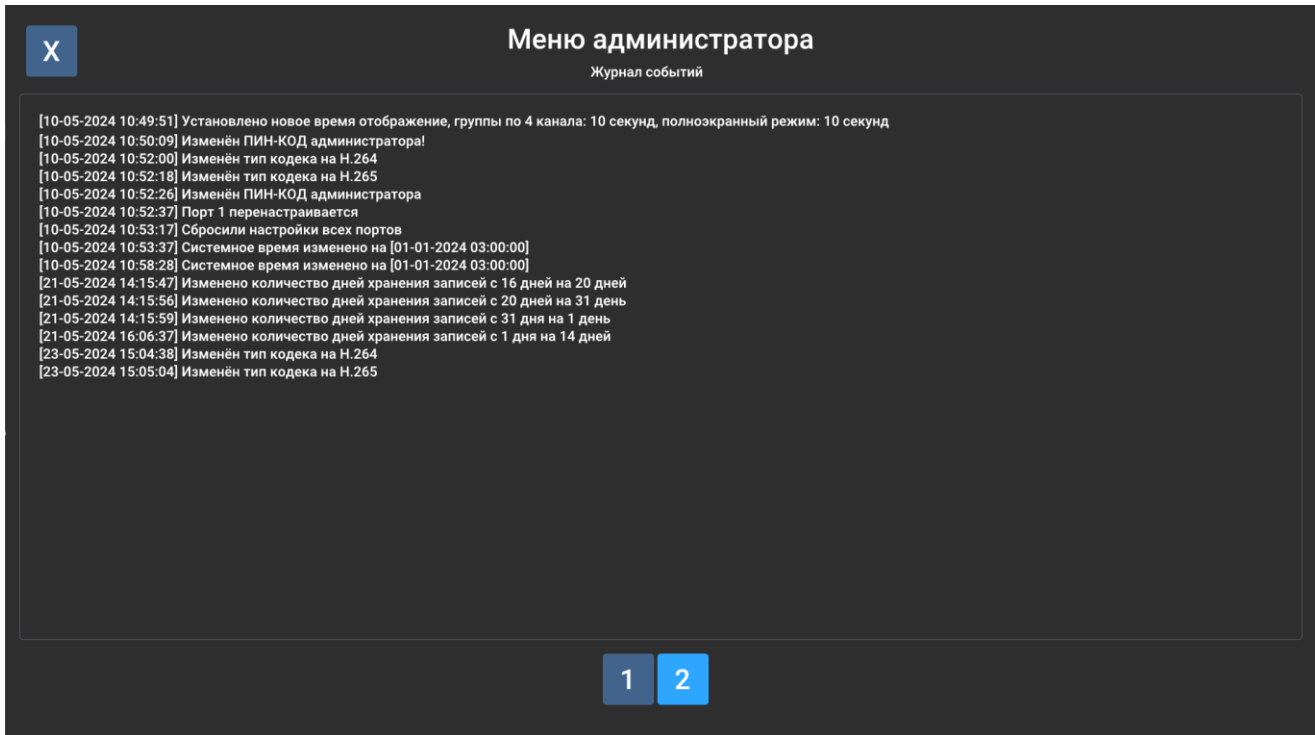 X
Меню администратора
Журнал событий
[10-05-2024 10:49:51] Установлено новое время отображение, группы по 4 канала: 10 секунд, полноэкранный режим: 10 секунд
[10-05-2024 10:50:09] Изменён ПИН-КОД администратора!
[10-05-2024 10:52:00] Изменён тип кодека на H.264
[10-05-2024 10:52:18] Изменён тип кодека на H.265
[10-05-2024 10:52:26] Изменён ПИН-КОД администратора
[10-05-2024 10:52:37] Порт 1 перенастраивается
[10-05-2024 10:53:17] Сбросили настройки всех портов
[10-05-2024 10:53:37] Системное время изменено на [01-01-2024 03:00:00]
[10-05-2024 10:58:28] Системное время изменено на [01-01-2024 03:00:00]
[21-05-2024 14:15:47] Изменено количество дней хранения записей с 16 дней на 20 дней
[21-05-2024 14:15:56] Изменено количество дней хранения записей с 20 дней на 31 день
[21-05-2024 14:15:59] Изменено количество дней хранения записей с 31 дня на 1 день
[21-05-2024 16:06:37] Изменено количество дней хранения записей с 1 дня на 14 дней
[23-05-2024 15:04:38] Изменён тип кодека на H.264
[23-05-2024 15:05:04] Изменён тип кодека на H.265
1 2